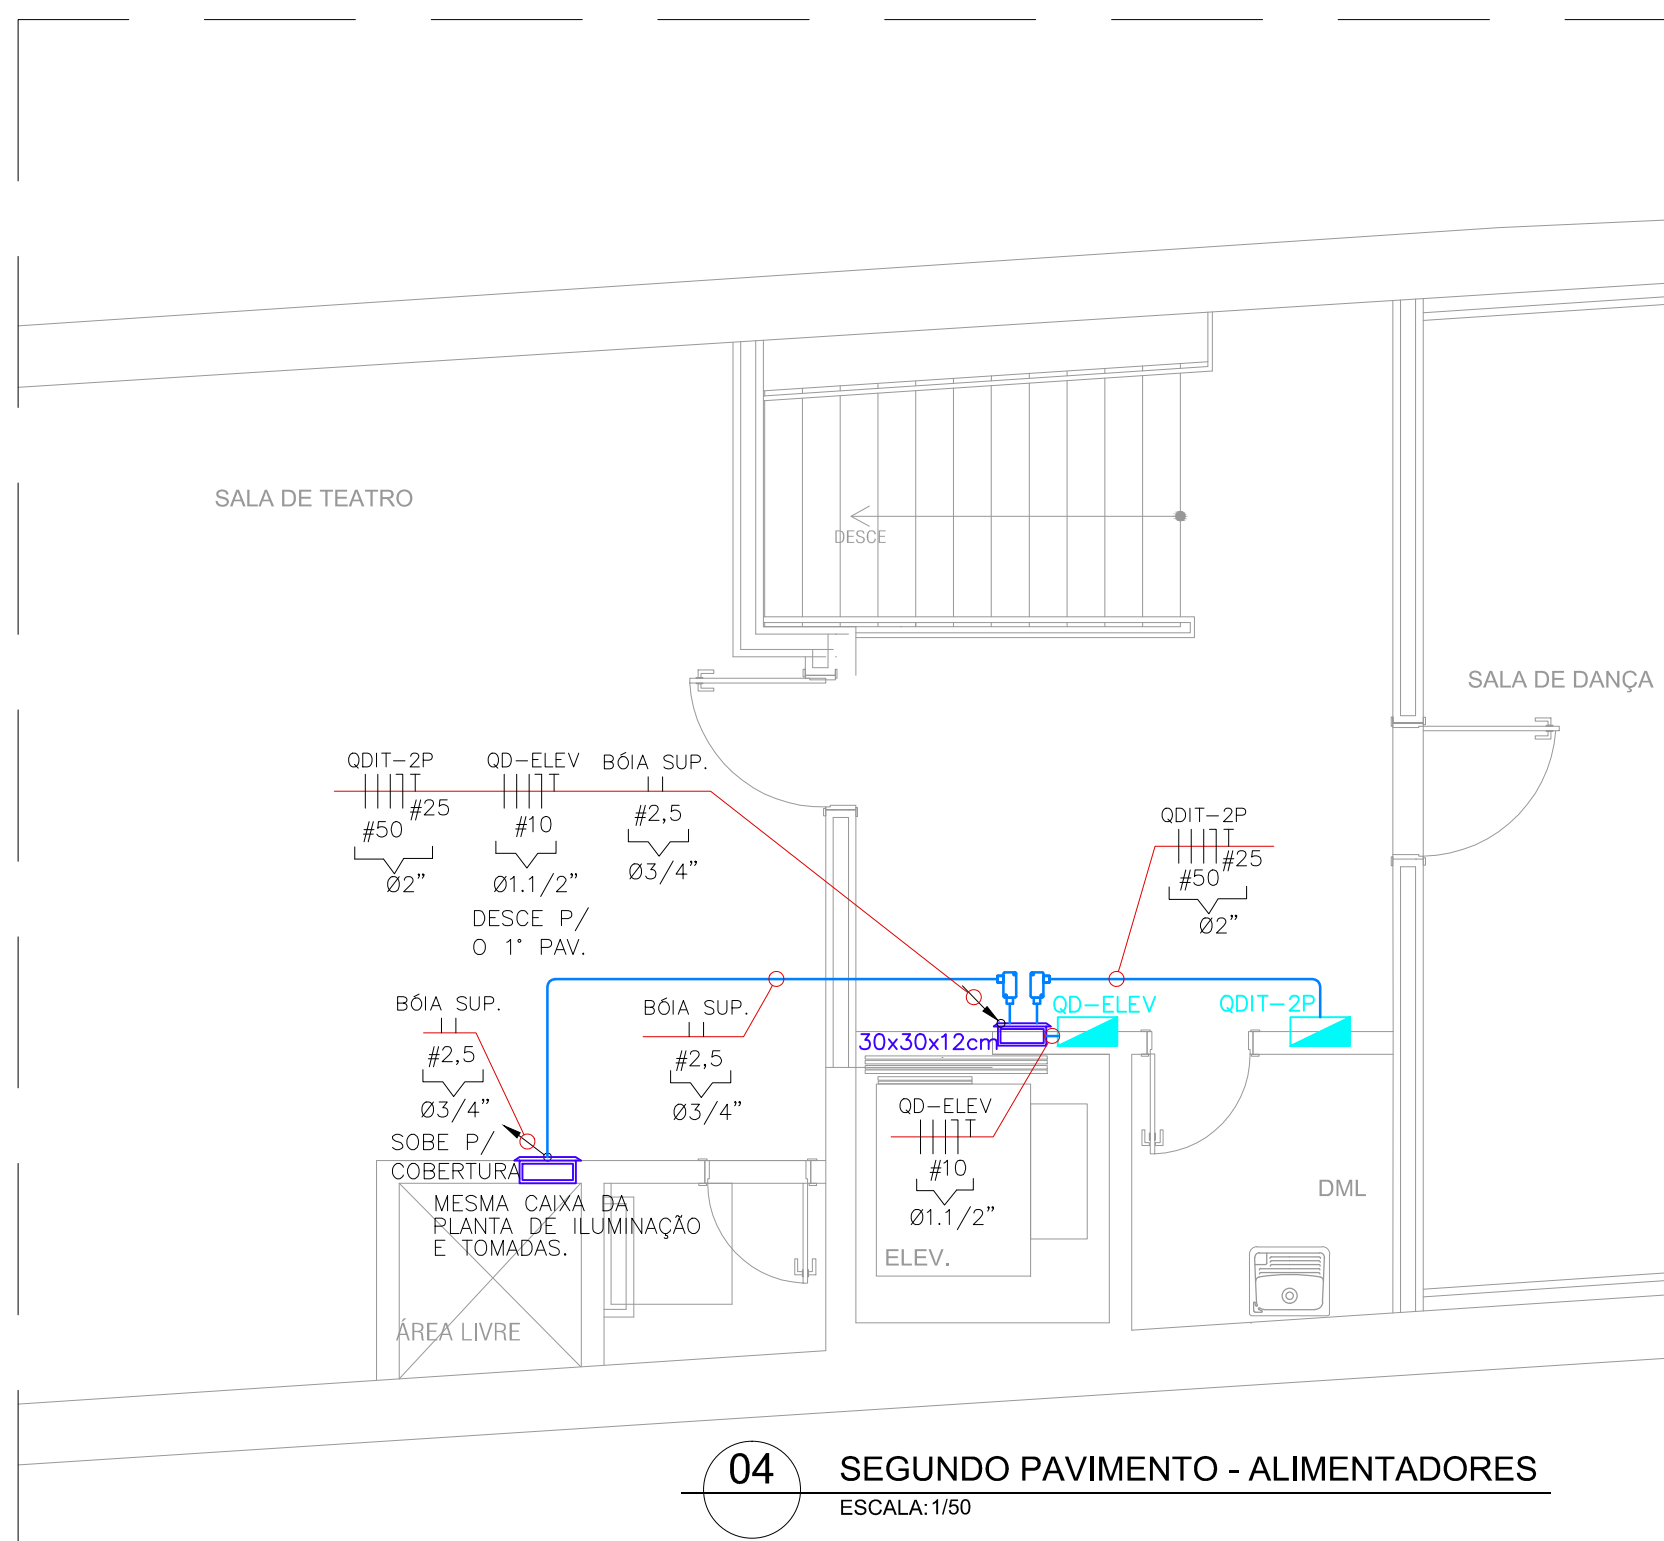 SALA DE TEATRO
DESCE
SALA DE DANÇA
QDIT-2P
#50
#25
Ø2"
QD-ELEV
#10
Ø1.1/2"
BÓIA SUP.
#2,5
Ø3/4"
DESCE P/
O 1° PAV.
QDIT-2P
#50
#25
Ø2"
BÓIA SUP.
#2,5
Ø3/4"
BÓIA SUP.
#2,5
Ø3/4"
QD-ELEV
QDIT-2P
30x30x12cm
QD-ELEV
#10
Ø1.1/2"
SOBE P/
COBERTURA
MESMA CAIXA DA
PLANTA DE ILUMINAÇÃO
E TOMADAS.
DML
ELEV.
ÁREA LIVRE
04
SEGUNDO PAVIMENTO - ALIMENTADORES
ESCALA:1/50